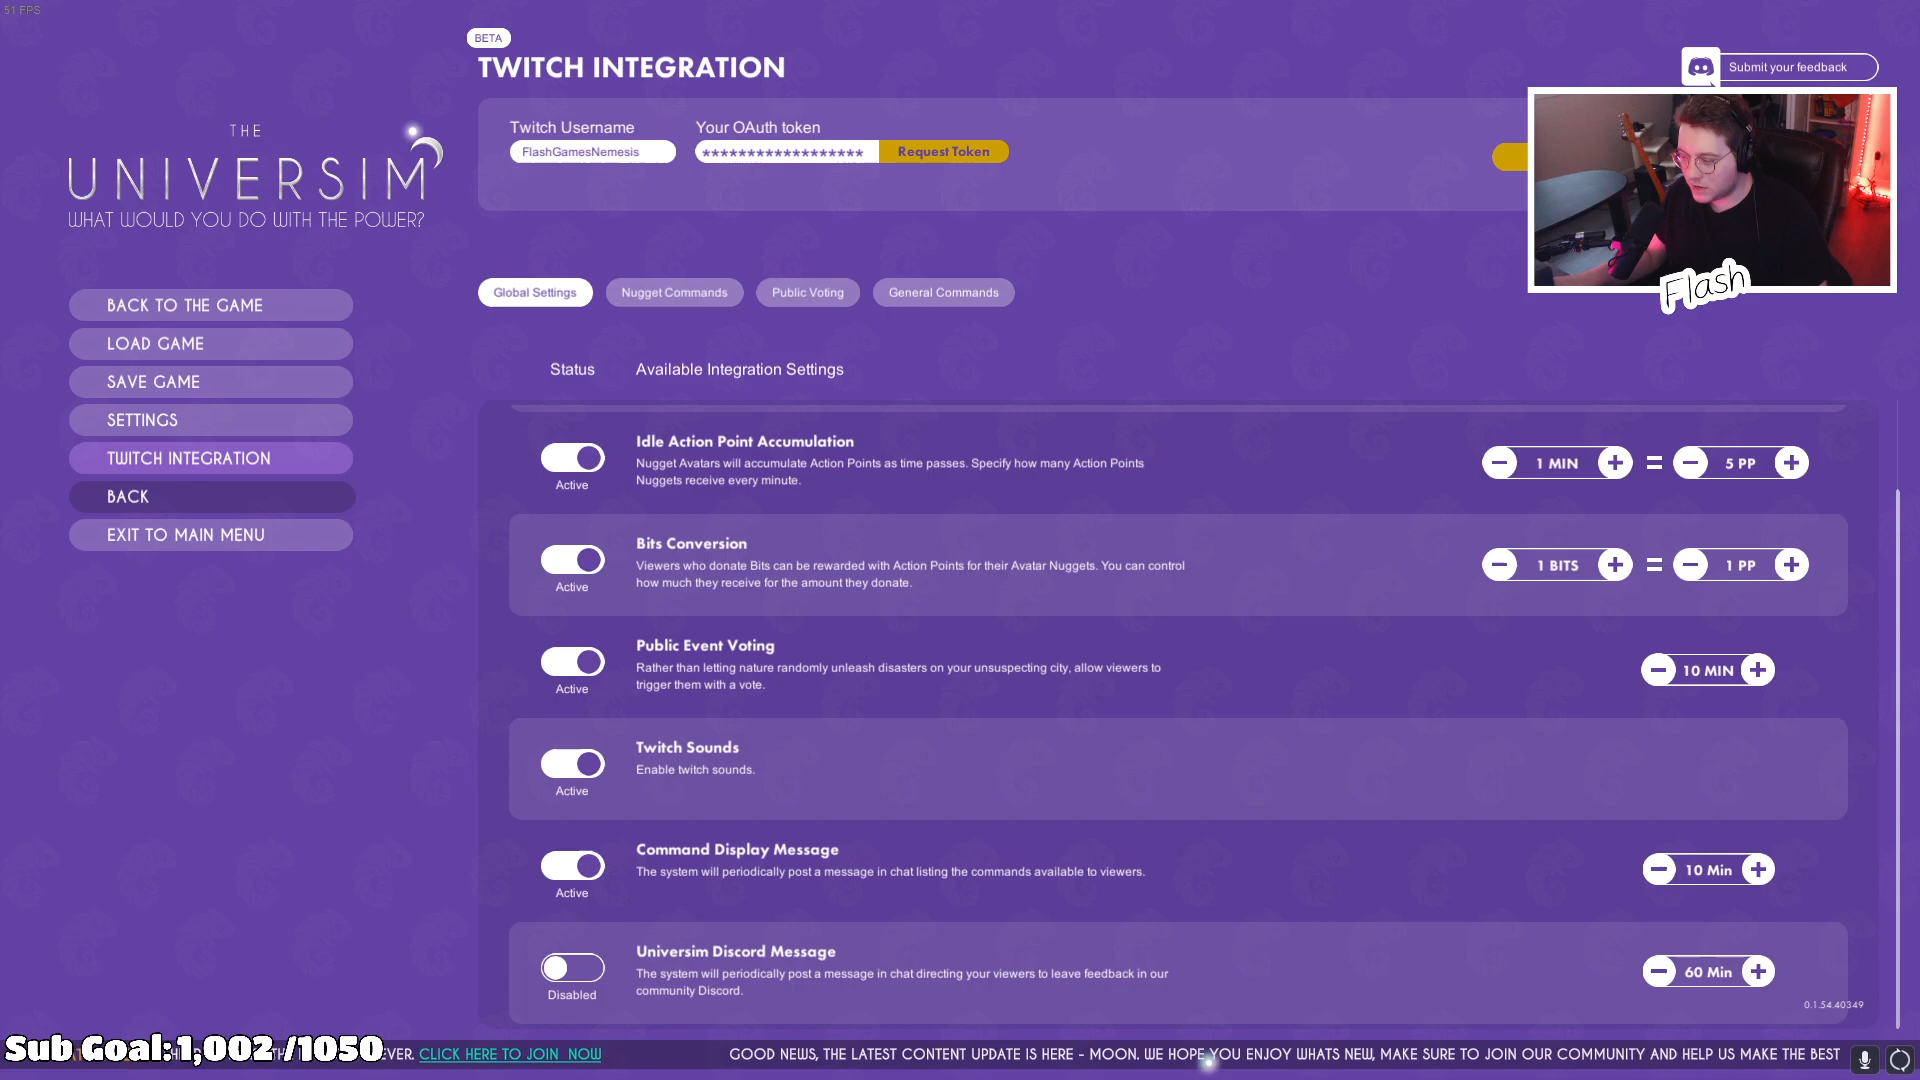 51 FPS
BETA
TWITCH INTEGRATION
Submit your feedback
THE
UNIVERSIM
WHAT WOULD YOU DO WITH THE POWER?
Twitch Username
Your OAuth token
FlashGamesNemesis
******************
Request Token
Flash
Global Settings
Nugget Commands
Public Voting
General Commands
BACK TO THE GAME
LOAD GAME
SAVE GAME
SETTINGS
TWITCH INTEGRATION
BACK
EXIT TO MAIN MENU
Status
Available Integration Settings
Idle Action Point Accumulation
Nugget Avatars will accumulate Action Points as time passes. Specify how many Action Points
Nuggets receive every minute.
Active
− 1 MIN + = − 5 PP +
Bits Conversion
Viewers who donate Bits can be rewarded with Action Points for their Avatar Nuggets. You can control
how much they receive for the amount they donate.
Active
− 1 BITS + = − 1 PP +
Public Event Voting
Rather than letting nature randomly unleash disasters on your unsuspecting city, allow viewers to
trigger them with a vote.
Active
− 10 MIN +
Twitch Sounds
Enable twitch sounds.
Active
Command Display Message
The system will periodically post a message in chat listing the commands available to viewers.
Active
− 10 Min +
Universim Discord Message
The system will periodically post a message in chat directing your viewers to leave feedback in our
community Discord.
Disabled
− 60 Min +
0.1.54.40349
Sub Goal: 1,002 /1050
EVER. CLICK HERE TO JOIN NOW
GOOD NEWS, THE LATEST CONTENT UPDATE IS HERE - MOON. WE HOPE YOU ENJOY WHATS NEW, MAKE SURE TO JOIN OUR COMMUNITY AND HELP US MAKE THE BEST